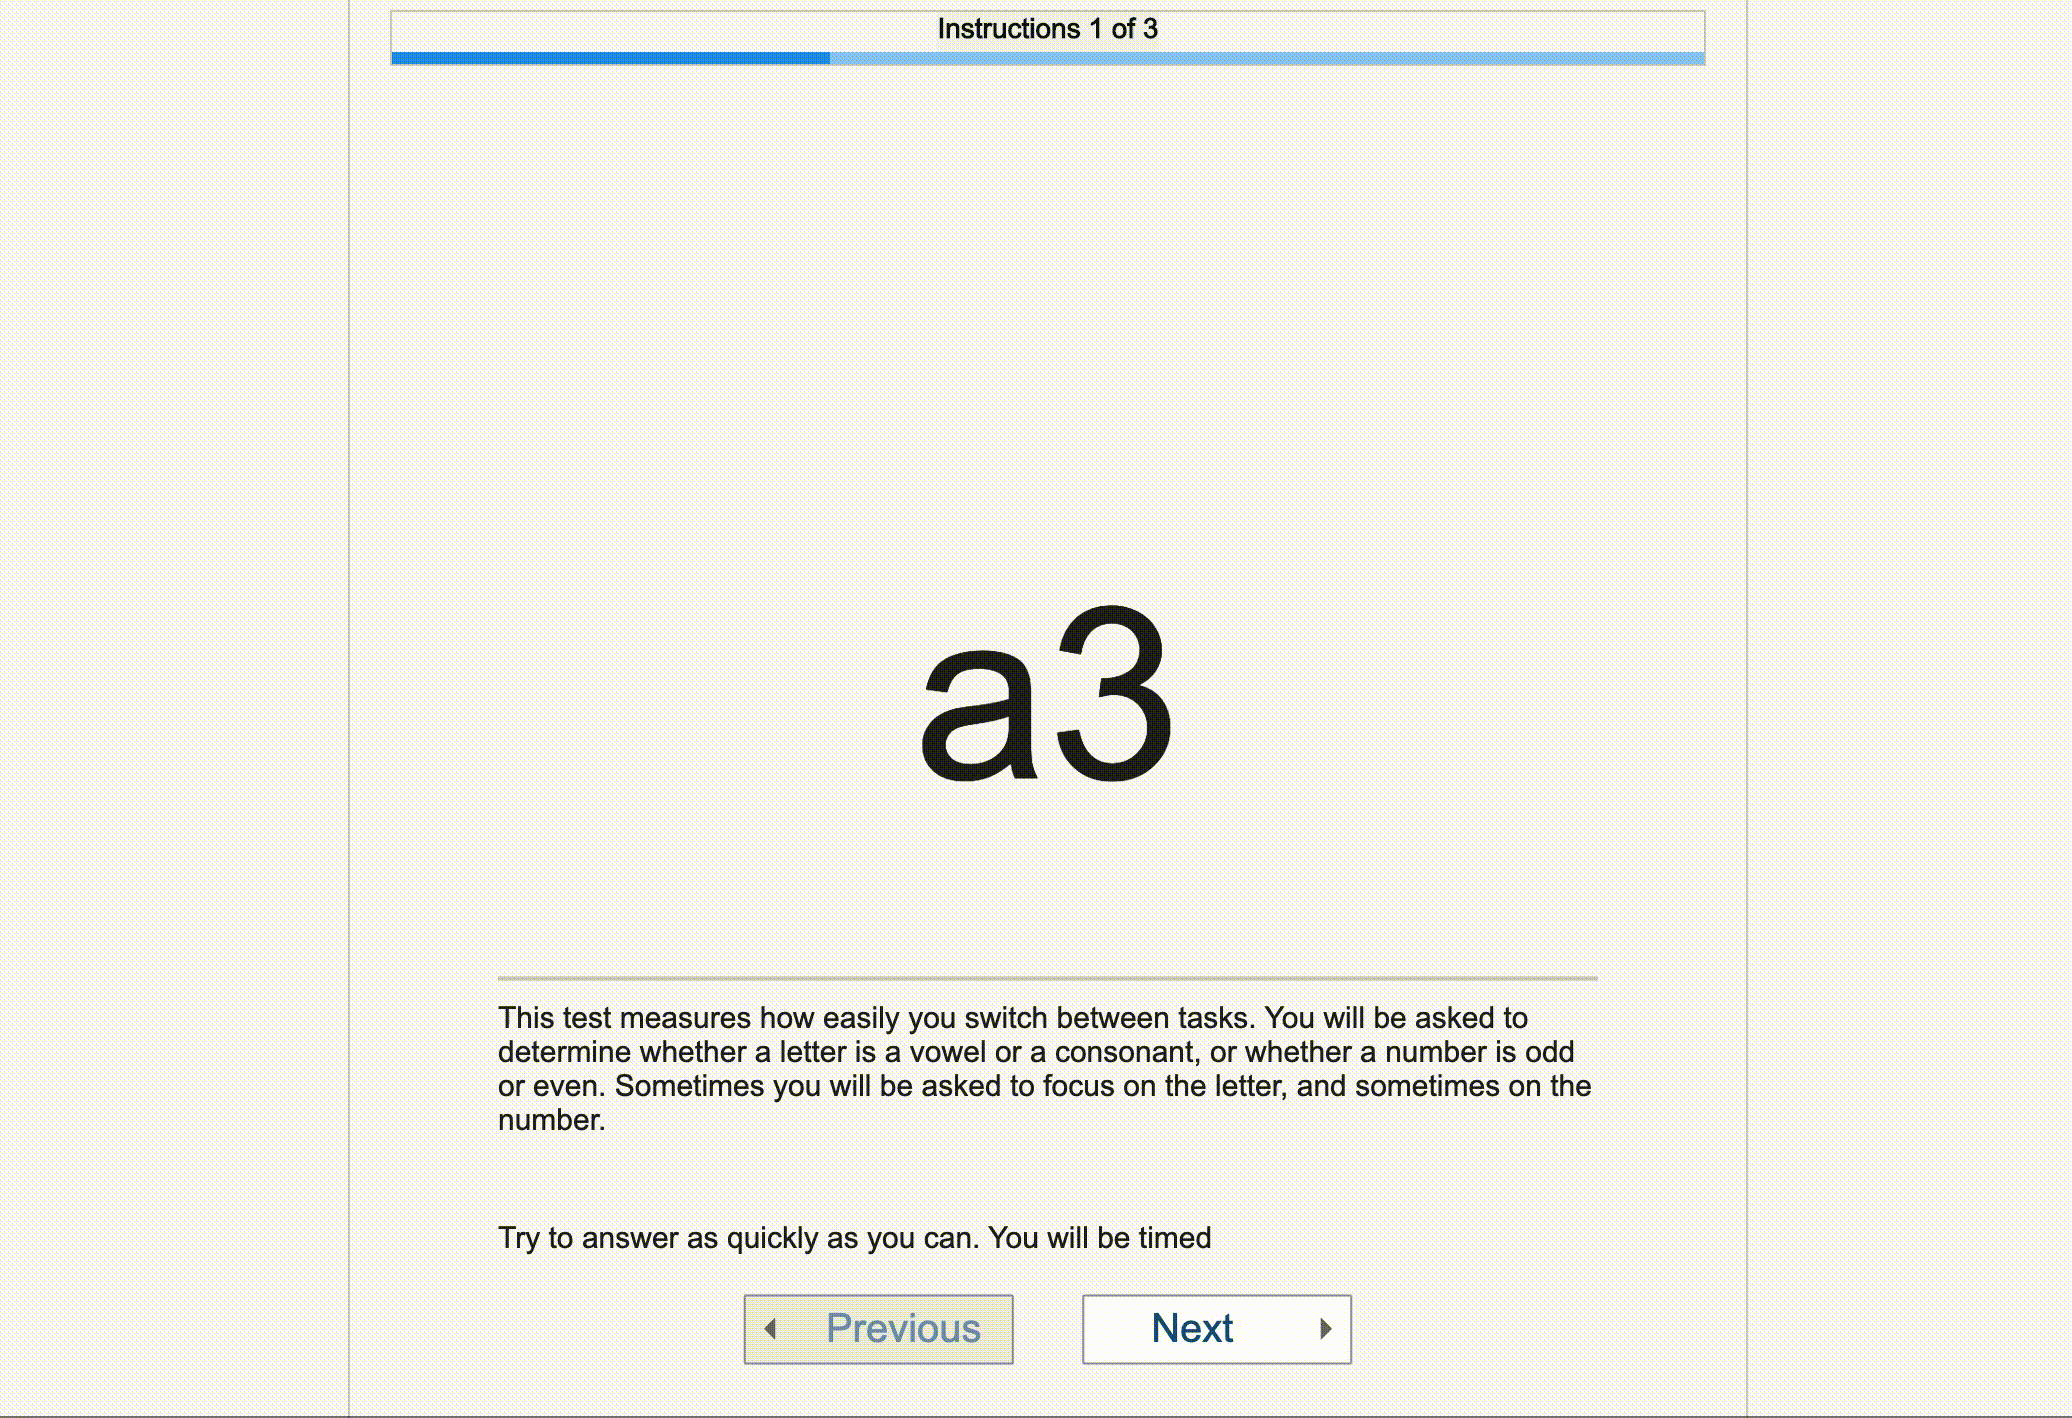 Instructions 1 of 3
a3
This test measures how easily you switch between tasks. You will be asked to
determine whether a letter is a vowel or a consonant, or whether a number is odd
or even. Sometimes you will be asked to focus on the letter, and sometimes on the
number.
Try to answer as quickly as you can. You will be timed
Previous
Next